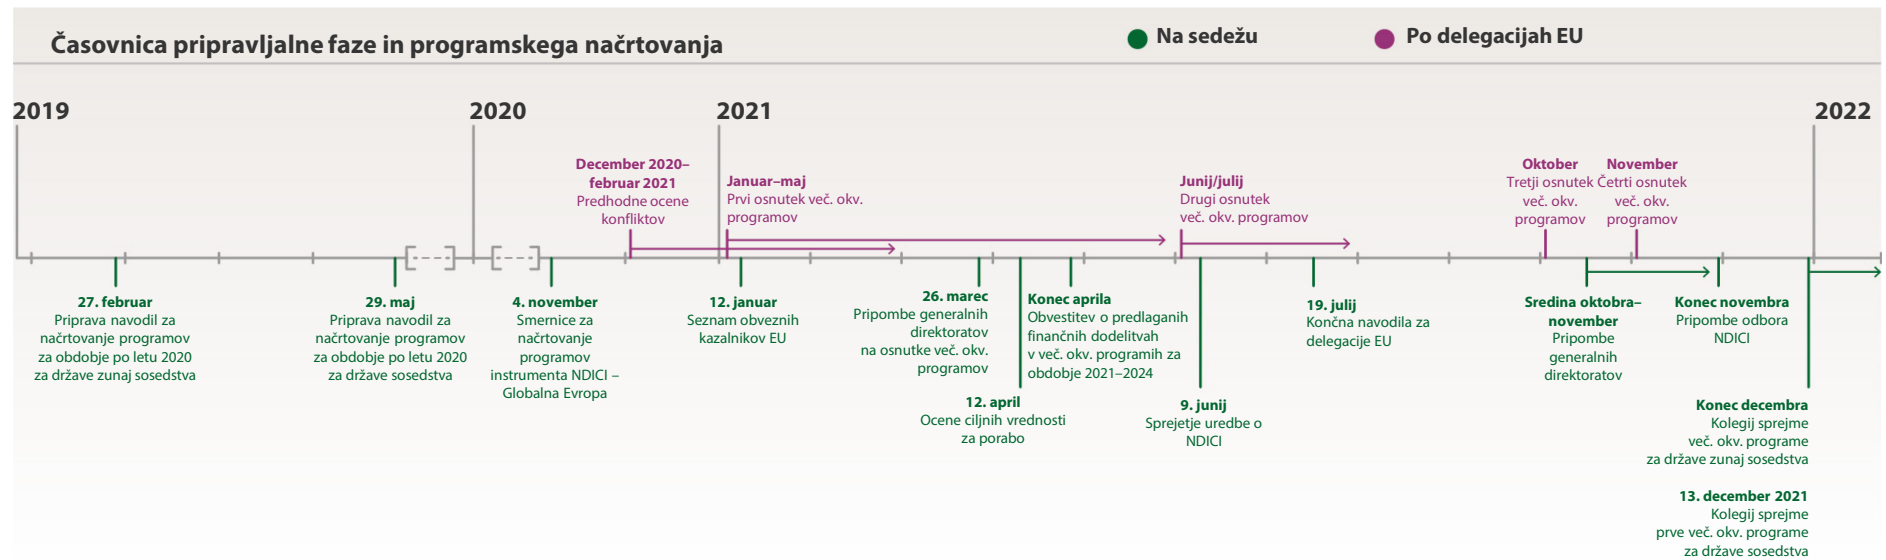 Časovnica pripravljalne faze in programskega načrtovanja
Na sedežu
Po delegacijah EU
2019
2020
2021
2022
December 2020–
februar 2021
Predhodne ocene
konfliktov
Januar–maj
Prvi osnutek več. okv.
programov
Junij/julij
Drugi osnutek
več. okv. programov
Oktober
Tretji osnutek
več. okv.
programov
November
Četrti osnutek
več. okv.
programov
27. februar
Priprava navodil za
načrtovanje programov
za obdobje po letu 2020
za države zunaj sosedstva
29. maj
Priprava navodil za
načrtovanje programov
za obdobje po letu 2020
za države sosedstva
4. november
Smernice za
načrtovanje
programov
instrumenta NDICI –
Globalna Evropa
12. januar
Seznam obveznih
kazalnikov EU
26. marec
Pripombe generalnih
direktoratov
na osnutke več. okv.
programov
12. april
Ocene ciljnih vrednosti
za porabo
Konec aprila
Obvestitev o predlaganih
finančnih dodelitvah
v več. okv. programih za
obdobje 2021–2024
9. junij
Sprejetje uredbe o
NDICI
19. julij
Končna navodila za
delegacije EU
Sredina oktobra–
november
Pripombe
generalnih
direktoratov
Konec novembra
Pripombe odbora
NDICI
Konec decembra
Kolegij sprejme
več. okv. programe
za države zunaj sosedstva
13. december 2021
Kolegij sprejme
prve več. okv. programe
za države sosedstva